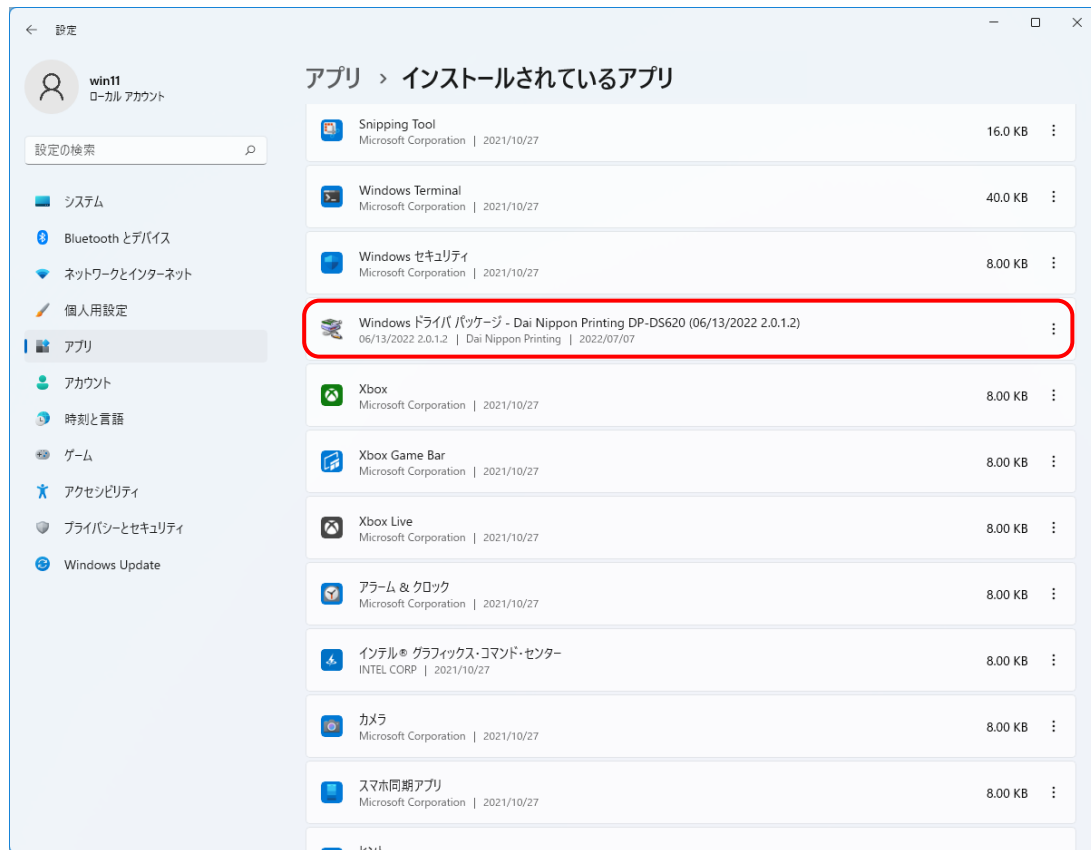 設定
win11
ローカル アカウント
設定の検索
システム
Bluetooth とデバイス
ネットワークとインターネット
個人用設定
アプリ
アカウント
時刻と言語
ゲーム
アクセシビリティ
プライバシーとセキュリティ
Windows Update
アプリ › インストールされているアプリ
Snipping Tool
Microsoft Corporation | 2021/10/27
16.0 KB
Windows Terminal
Microsoft Corporation | 2021/10/27
40.0 KB
Windows セキュリティ
Microsoft Corporation | 2021/10/27
8.00 KB
Windows ドライバ パッケージ - Dai Nippon Printing DP-DS620 (06/13/2022 2.0.1.2)
06/13/2022 2.0.1.2 | Dai Nippon Printing | 2022/07/07
Xbox
Microsoft Corporation | 2021/10/27
8.00 KB
Xbox Game Bar
Microsoft Corporation | 2021/10/27
8.00 KB
Xbox Live
Microsoft Corporation | 2021/10/27
8.00 KB
アラーム & クロック
Microsoft Corporation | 2021/10/27
8.00 KB
インテル® グラフィックス・コマンド・センター
INTEL CORP | 2021/10/27
8.00 KB
カメラ
Microsoft Corporation | 2021/10/27
8.00 KB
スマホ同期アプリ
Microsoft Corporation | 2021/10/27
8.00 KB